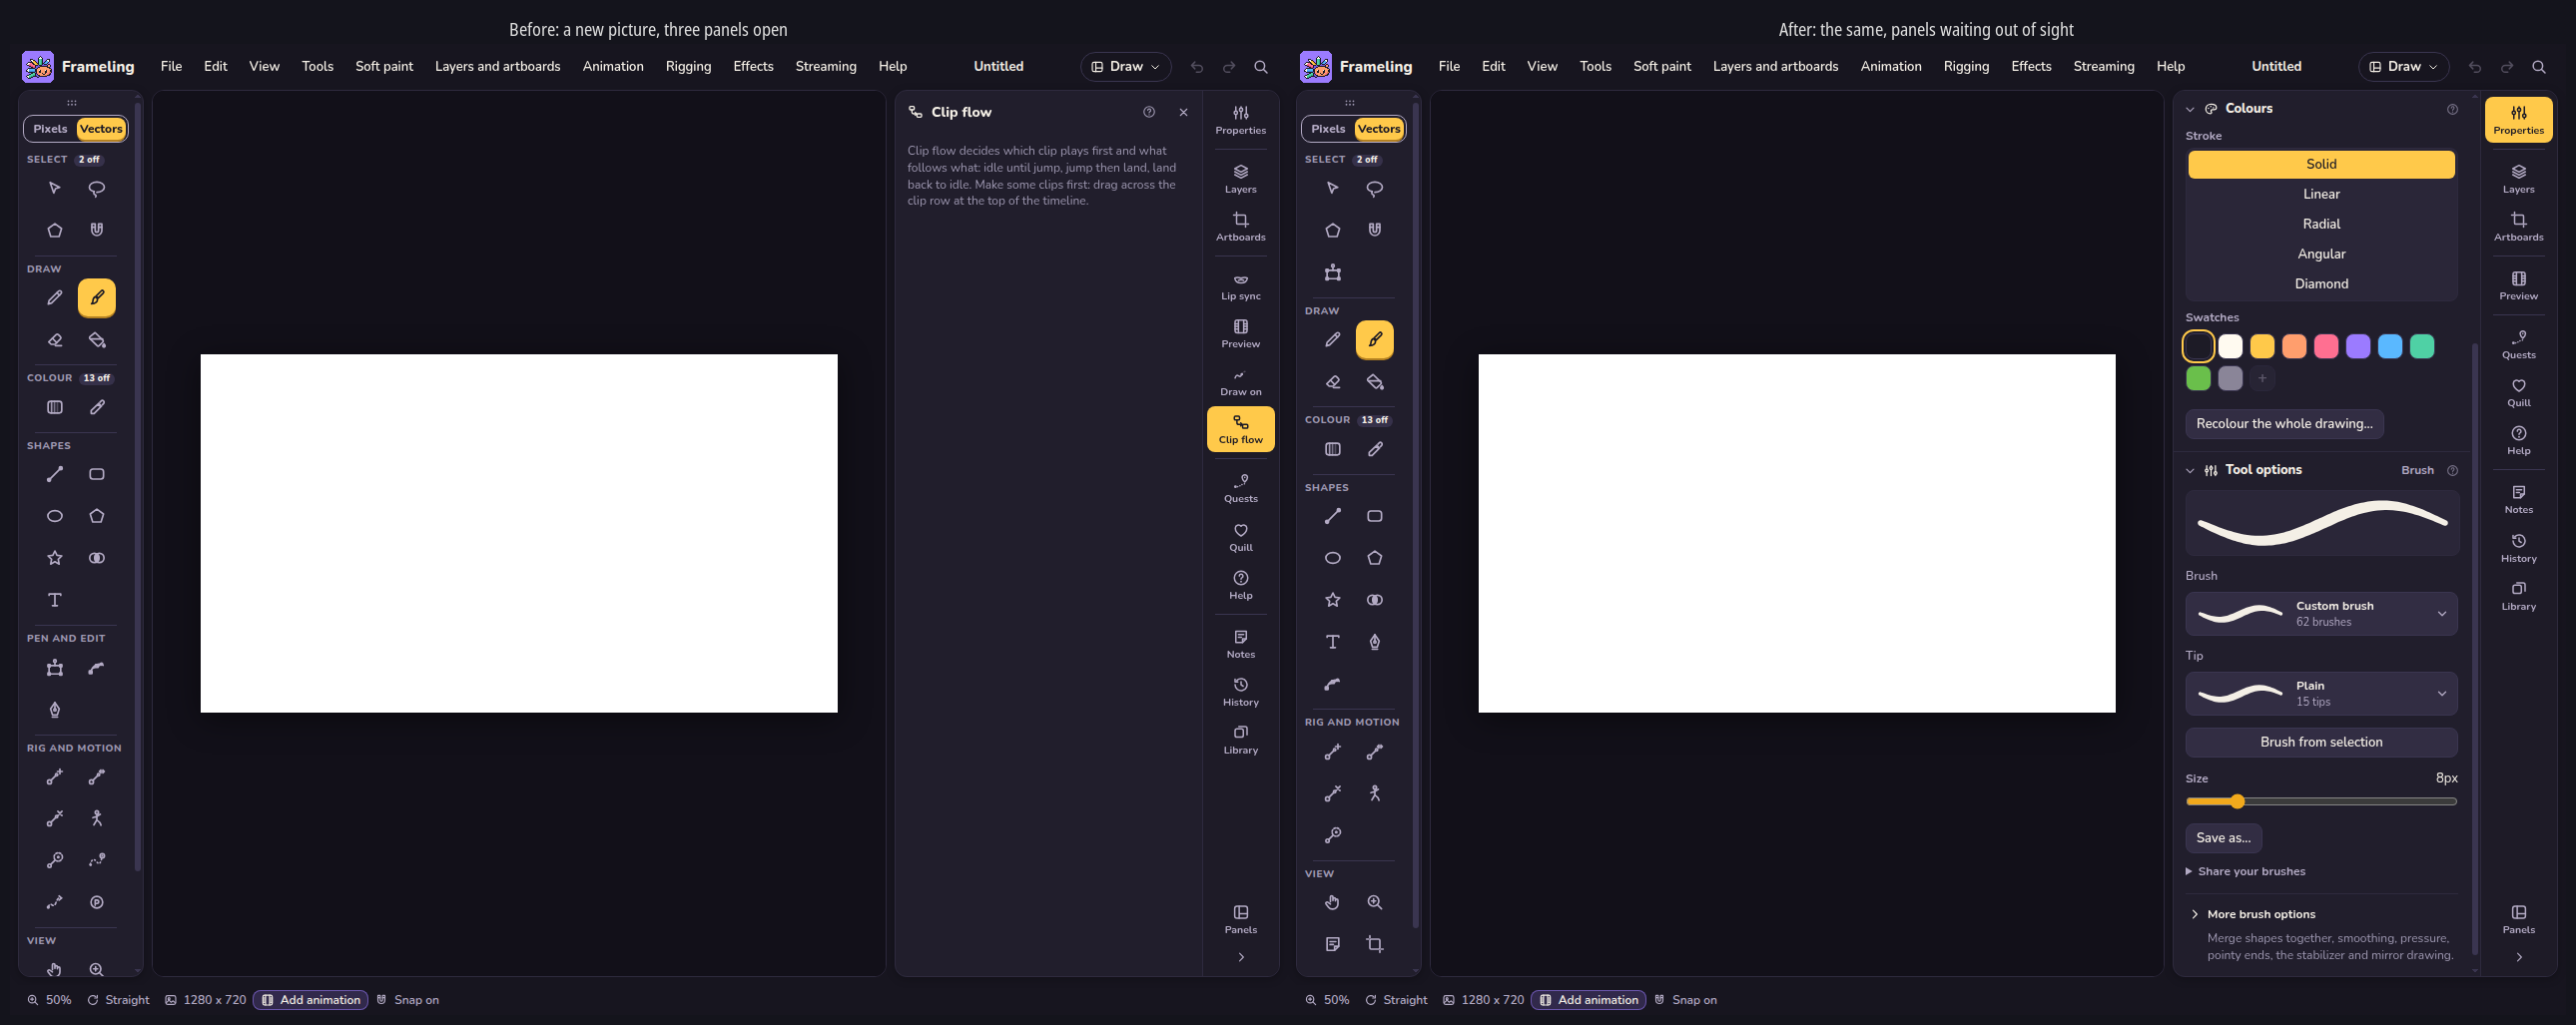 Before: a new picture, three panels open
Frameling
File
Edit
View
Tools
Soft paint
Layers and artboards
Animation
Rigging
Effects
Streaming
Help
Untitled
Draw
Pixels
Vectors
SELECT 2 off
DRAW
COLOUR 13 off
SHAPES
PEN AND EDIT
RIG AND MOTION
VIEW
Clip flow
Clip flow decides which clip plays first and what
follows what: idle until jump, jump then land, land
back to idle. Make some clips first: drag across the
clip row at the top of the timeline.
Properties
Layers
Artboards
Lip sync
Preview
Draw on
Clip flow
Quests
Quill
Help
Notes
History
Library
Panels
50%
Straight
1280 x 720
Add animation
Snap on
After: the same, panels waiting out of sight
Frameling
File
Edit
View
Tools
Soft paint
Layers and artboards
Animation
Rigging
Effects
Streaming
Help
Untitled
Draw
Pixels
Vectors
SELECT 2 off
DRAW
COLOUR 13 off
SHAPES
RIG AND MOTION
VIEW
Colours
Stroke
Solid
Linear
Radial
Angular
Diamond
Swatches
Recolour the whole drawing...
Tool options
Brush
Brush
Custom brush
62 brushes
Tip
Plain
15 tips
Brush from selection
Size
8px
Save as...
Share your brushes
More brush options
Merge shapes together, smoothing, pressure,
pointy ends, the stabilizer and mirror drawing.
Properties
Layers
Artboards
Preview
Quests
Quill
Help
Notes
History
Library
Panels
50%
Straight
1280 x 720
Add animation
Snap on